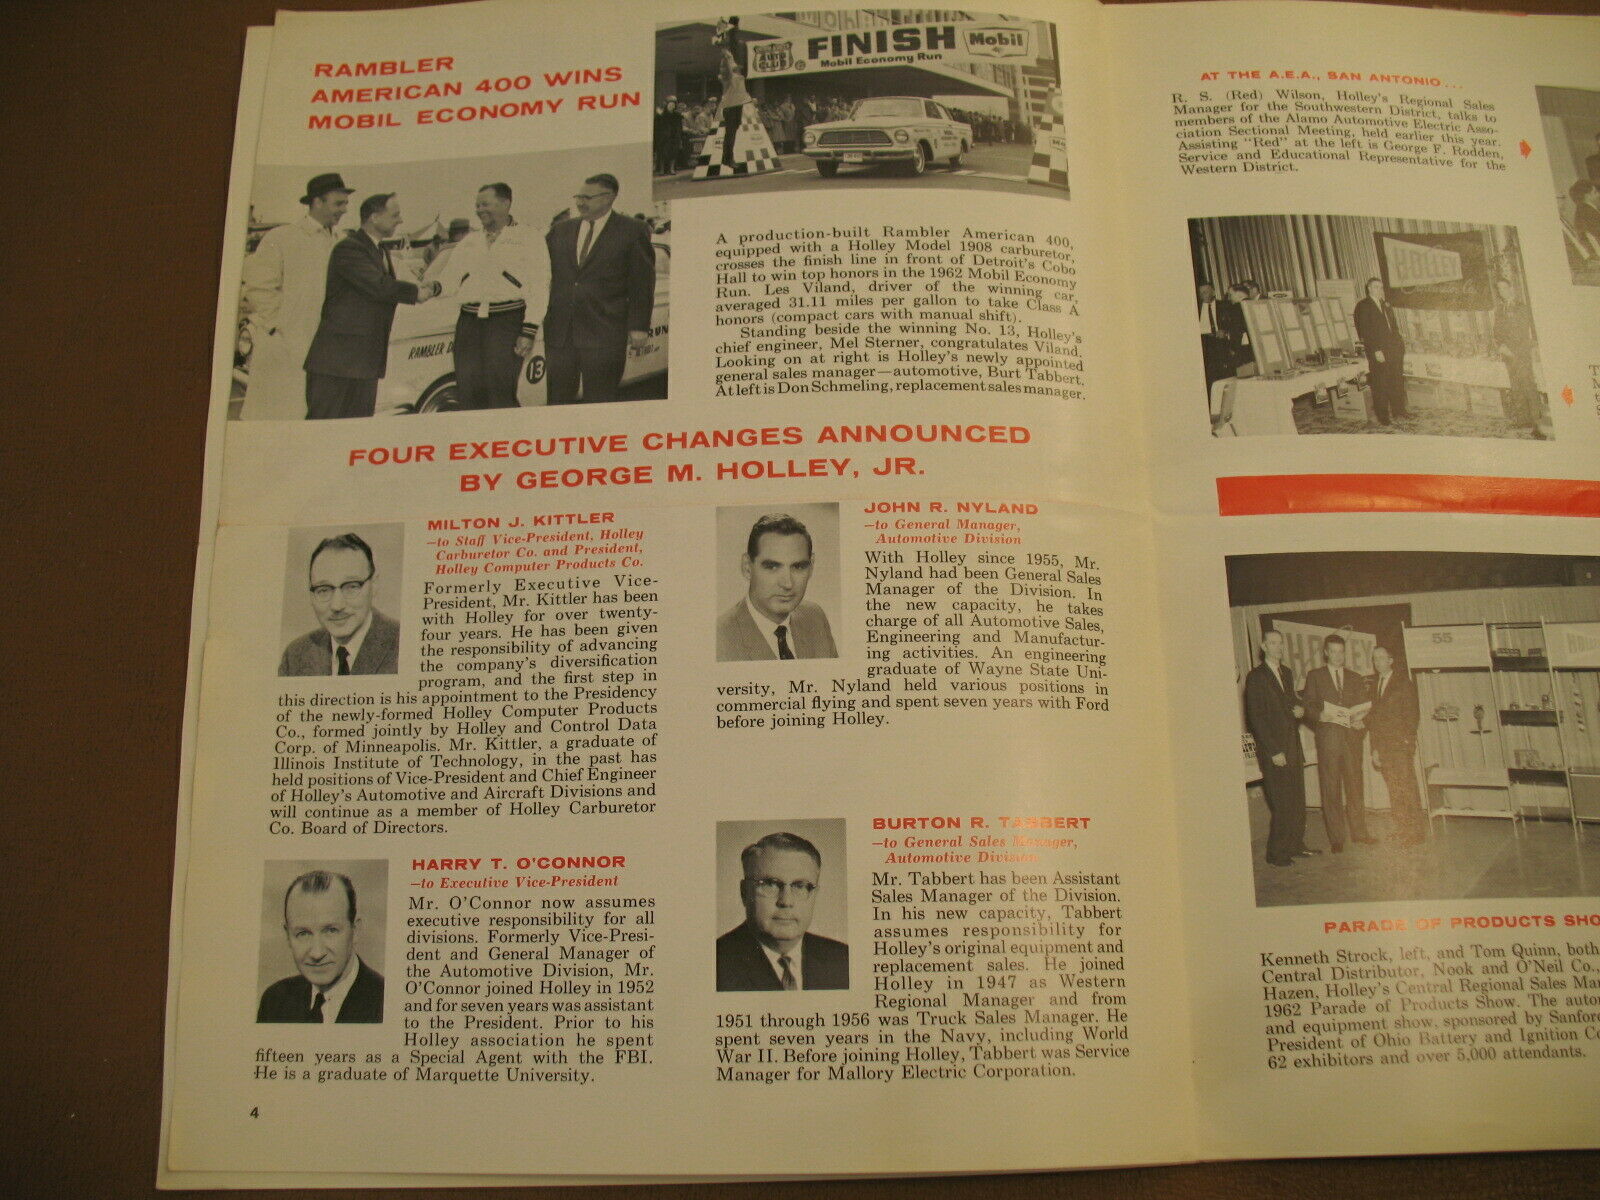 RAMBLER
AMERICAN 400 WINS
MOBIL ECONOMY RUN
AUTO
CLUB
FINISH
Mobil
Mobil Economy Run
RAMBLER
RUN
13
A production-built Rambler American 400,
equipped with a Holley Model 1908 carburetor,
crosses the finish line in front of Detroit's Cobo
Hall to win top honors in the 1962 Mobil Economy
Run. Les Viland, driver of the winning car,
averaged 31.11 miles per gallon to take Class A
honors (compact cars with manual shift).
Standing beside the winning No. 13, Holley's
chief engineer, Mel Sterner, congratulates Viland.
Looking on at right is Holley's newly appointed
general sales manager—automotive, Burt Tabbert.
At left is Don Schmeling, replacement sales manager.
FOUR EXECUTIVE CHANGES ANNOUNCED
BY GEORGE M. HOLLEY, JR.
MILTON J. KITTLER
—to Staff Vice-President, Holley
Carburetor Co. and President,
Holley Computer Products Co.
Formerly Executive Vice-
President, Mr. Kittler has been
with Holley for over twenty-
four years. He has been given
the responsibility of advancing
the company's diversification
program, and the first step in
this direction is his appointment to the Presidency
of the newly-formed Holley Computer Products
Co., formed jointly by Holley and Control Data
Corp. of Minneapolis. Mr. Kittler, a graduate of
Illinois Institute of Technology, in the past has
held positions of Vice-President and Chief Engineer
of Holley's Automotive and Aircraft Divisions and
will continue as a member of Holley Carburetor
Co. Board of Directors.
HARRY T. O'CONNOR
—to Executive Vice-President
Mr. O'Connor now assumes
executive responsibility for all
divisions. Formerly Vice-Presi-
dent and General Manager of
the Automotive Division, Mr.
O'Connor joined Holley in 1952
and for seven years was assistant
to the President. Prior to his
Holley association he spent
fifteen years as a Special Agent with the FBI.
He is a graduate of Marquette University.
4
JOHN R. NYLAND
—to General Manager,
Automotive Division
With Holley since 1955, Mr.
Nyland had been General Sales
Manager of the Division. In
the new capacity, he takes
charge of all Automotive Sales,
Engineering and Manufactur-
ing activities. An engineering
graduate of Wayne State Uni-
versity, Mr. Nyland held various positions in
commercial flying and spent seven years with Ford
before joining Holley.
BURTON R. TABBERT
—to General Sales Manager,
Automotive Division
Mr. Tabbert has been Assistant
Sales Manager of the Division.
In his new capacity, Tabbert
assumes responsibility for
Holley's original equipment and
replacement sales. He joined
Holley in 1947 as Western
Regional Manager and from
1951 through 1956 was Truck Sales Manager. He
spent seven years in the Navy, including World
War II. Before joining Holley, Tabbert was Service
Manager for Mallory Electric Corporation.
AT THE A.E.A., SAN ANTONIO...
R. S. (Red) Wilson, Holley's Regional Sales
Manager for the Southwestern District, talks to
members of the Alamo Automotive Electric Asso-
ciation Sectional Meeting, held earlier this year.
Assisting "Red" at the left is George F. Rodden,
Service and Educational Representative for the
Western District.
HOLLEY
HOLLEY
55
PARADE OF PRODUCTS SHO
Kenneth Strock, left, and Tom Quinn, both
Central Distributor, Nook and O'Neil Co.,
Hazen, Holley's Central Regional Sales Ma
1962 Parade of Products Show. The auto
and equipment show, sponsored by Sanfor
President of Ohio Battery and Ignition Co
62 exhibitors and over 5,000 attendants.